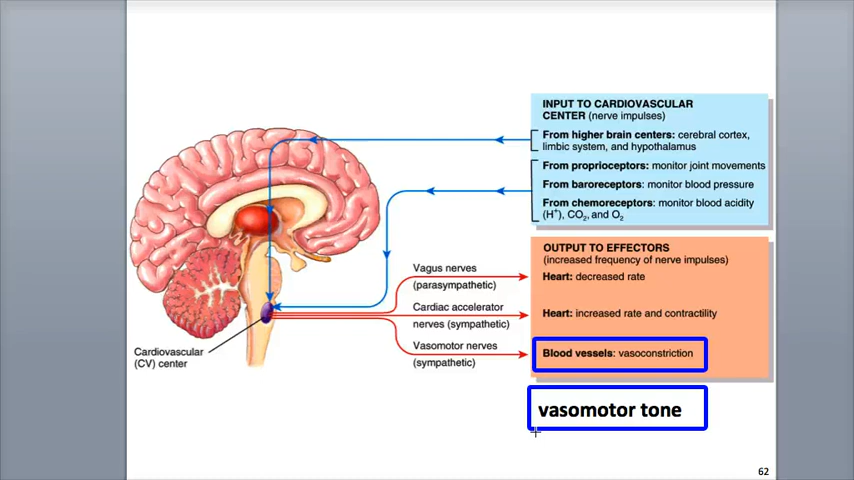 INPUT TO CARDIOVASCULAR
CENTER (nerve impulses)
From higher brain centers: cerebral cortex,
limbic system, and hypothalamus
From proprioceptors: monitor joint movements
From baroreceptors: monitor blood pressure
From chemoreceptors: monitor blood acidity
(H⁺), CO₂, and O₂
OUTPUT TO EFFECTORS
(increased frequency of nerve impulses)
Vagus nerves
(parasympathetic)
Heart: decreased rate
Cardiac accelerator
nerves (sympathetic)
Heart: increased rate and contractility
Vasomotor nerves
(sympathetic)
Blood vessels: vasoconstriction
Cardiovascular
(CV) center
vasomotor tone
62